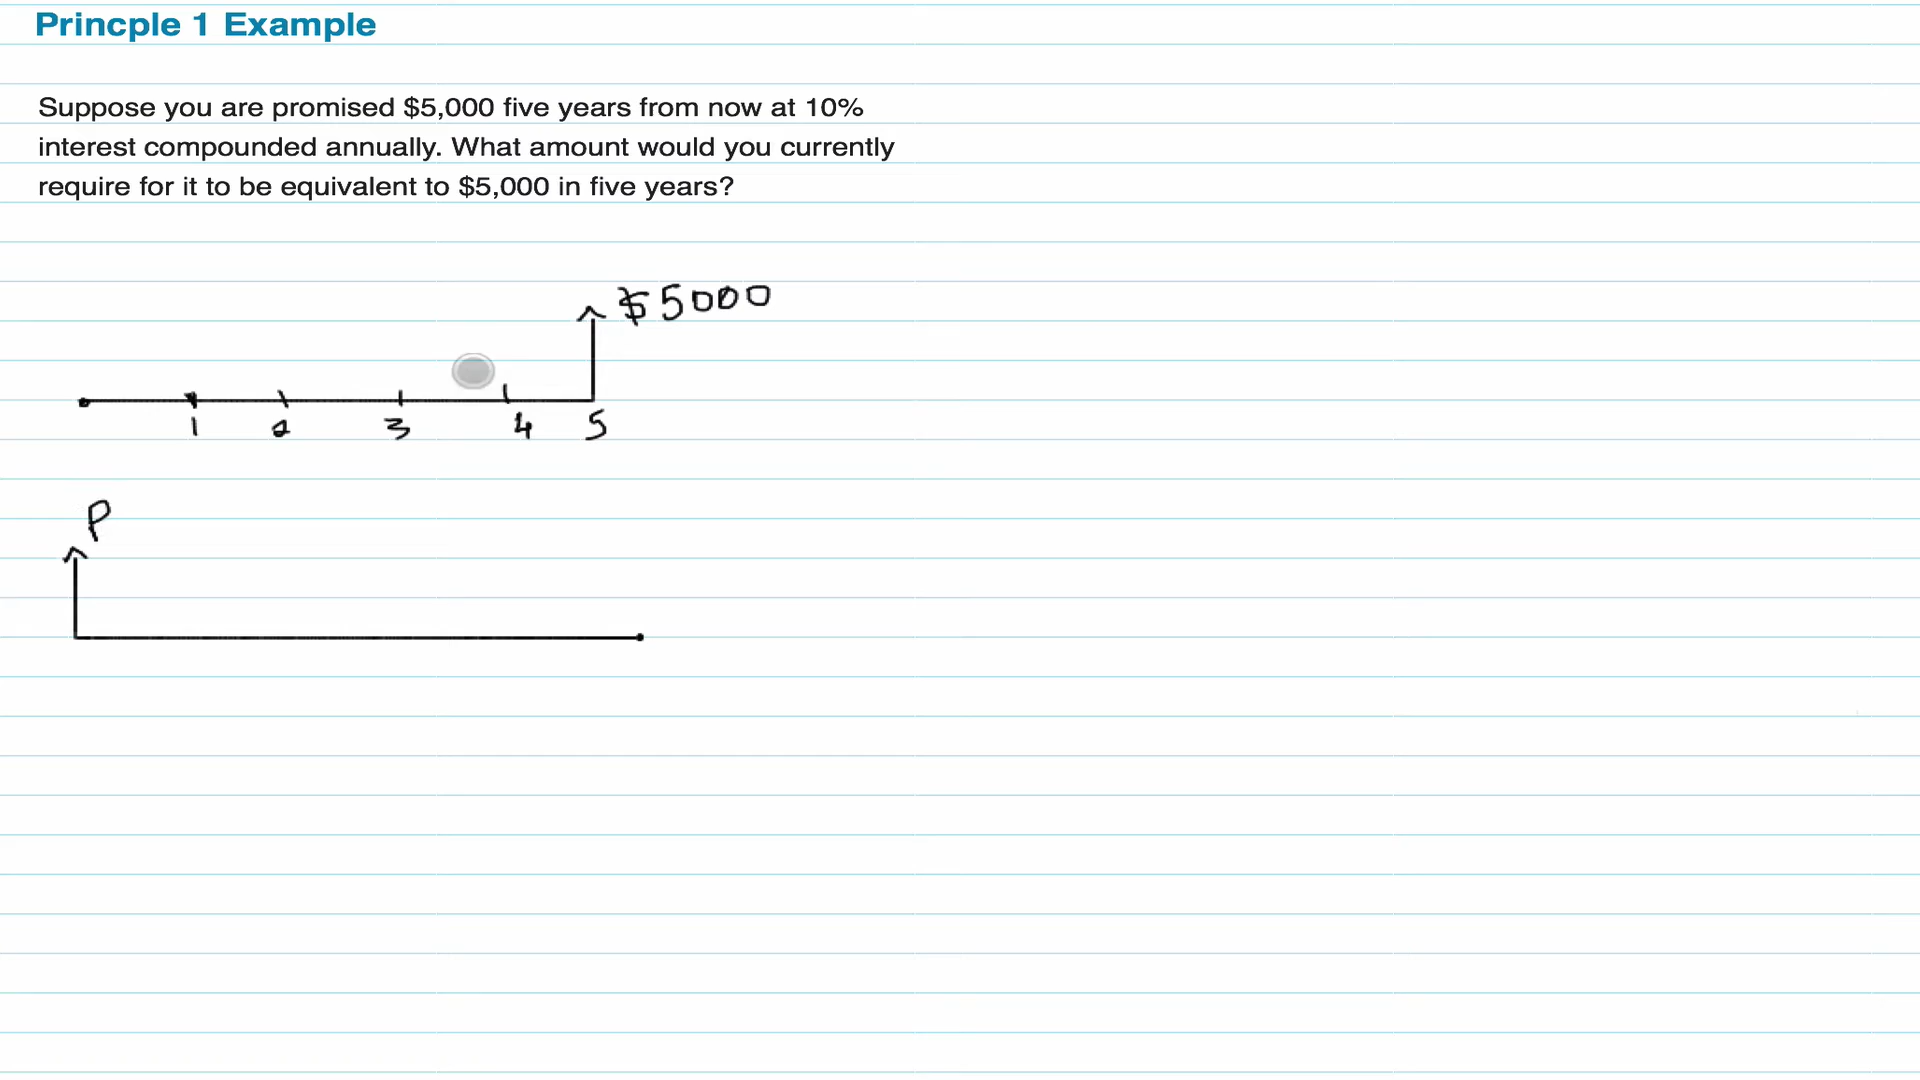 Princple 1 Example
Suppose you are promised $5,000 five years from now at 10%
interest compounded annually. What amount would you currently
require for it to be equivalent to $5,000 in five years?
$5000
1 2 3 4 5
P